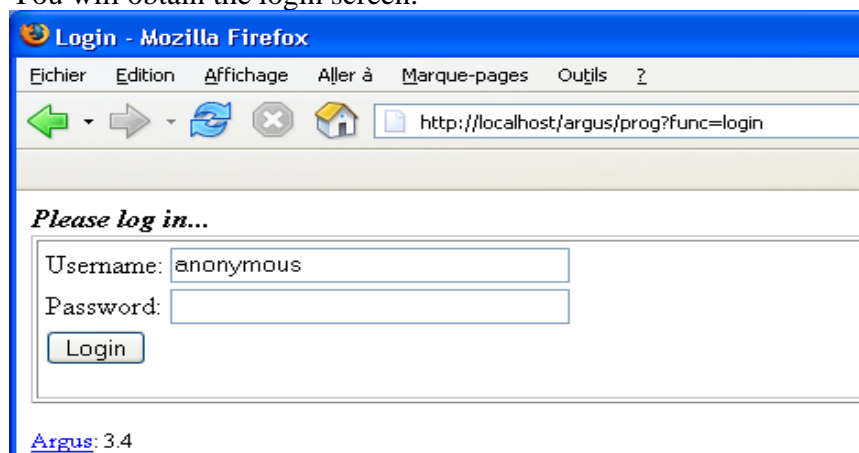 You will obtain the login screen:
Login - Mozilla Firefox
Fichier Edition Affichage Aller à Marque-pages Outils ?
http://localhost/argus/prog?func=login
Please log in...
Username: anonymous
Password:
Login
Argus: 3.4